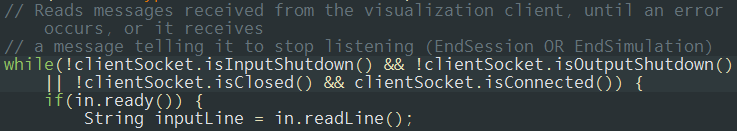 // Reads messages received from the visualization client, until an error
occurs, or it receives
// a message telling it to stop listening (EndSession OR EndSimulation)
while(!clientSocket.isInputShutdown() && !clientSocket.isOutputShutdown()
|| !clientSocket.isClosed() && clientSocket.isConnected()) {
if(in.ready()) {
String inputLine = in.readLine();